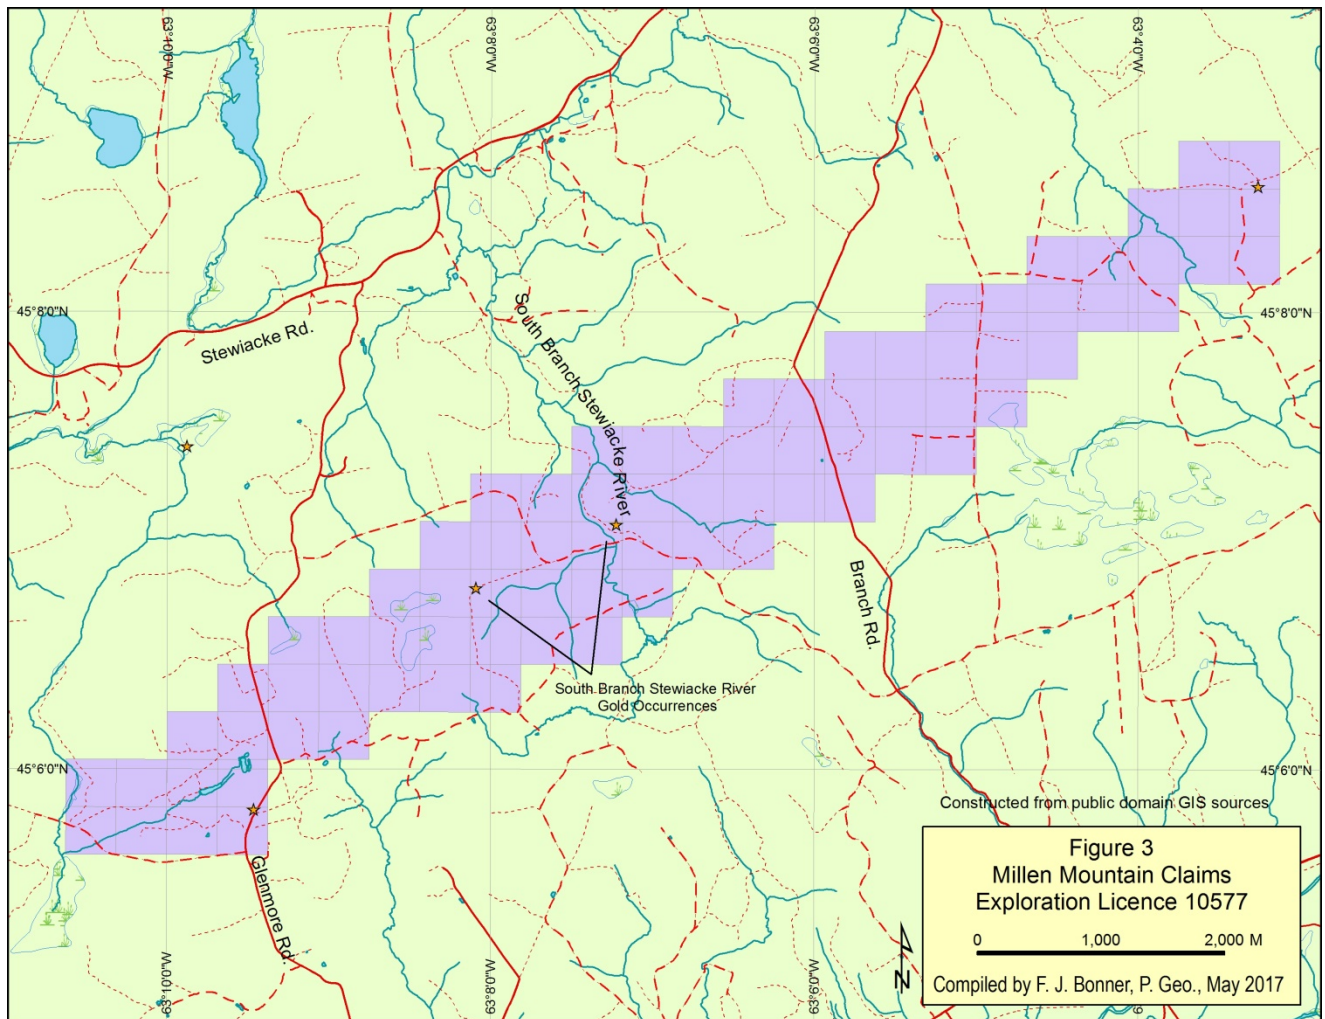 63°10'0"W
63°8'0"W
63°6'0"W
63°4'0"W
45°8'0"N
45°8'0"N
Stewiacke Rd.
South Branch Stewiacke River
Branch Rd.
South Branch Stewiacke River
Gold Occurrences
45°6'0"N
45°6'0"N
Constructed from public domain GIS sources
Glenmore Rd.
Figure 3
Millen Mountain Claims
Exploration Licence 10577
0 1,000 2,000 M
Compiled by F. J. Bonner, P. Geo., May 2017
N
63°10'0"W
63°8'0"W
63°6'0"W